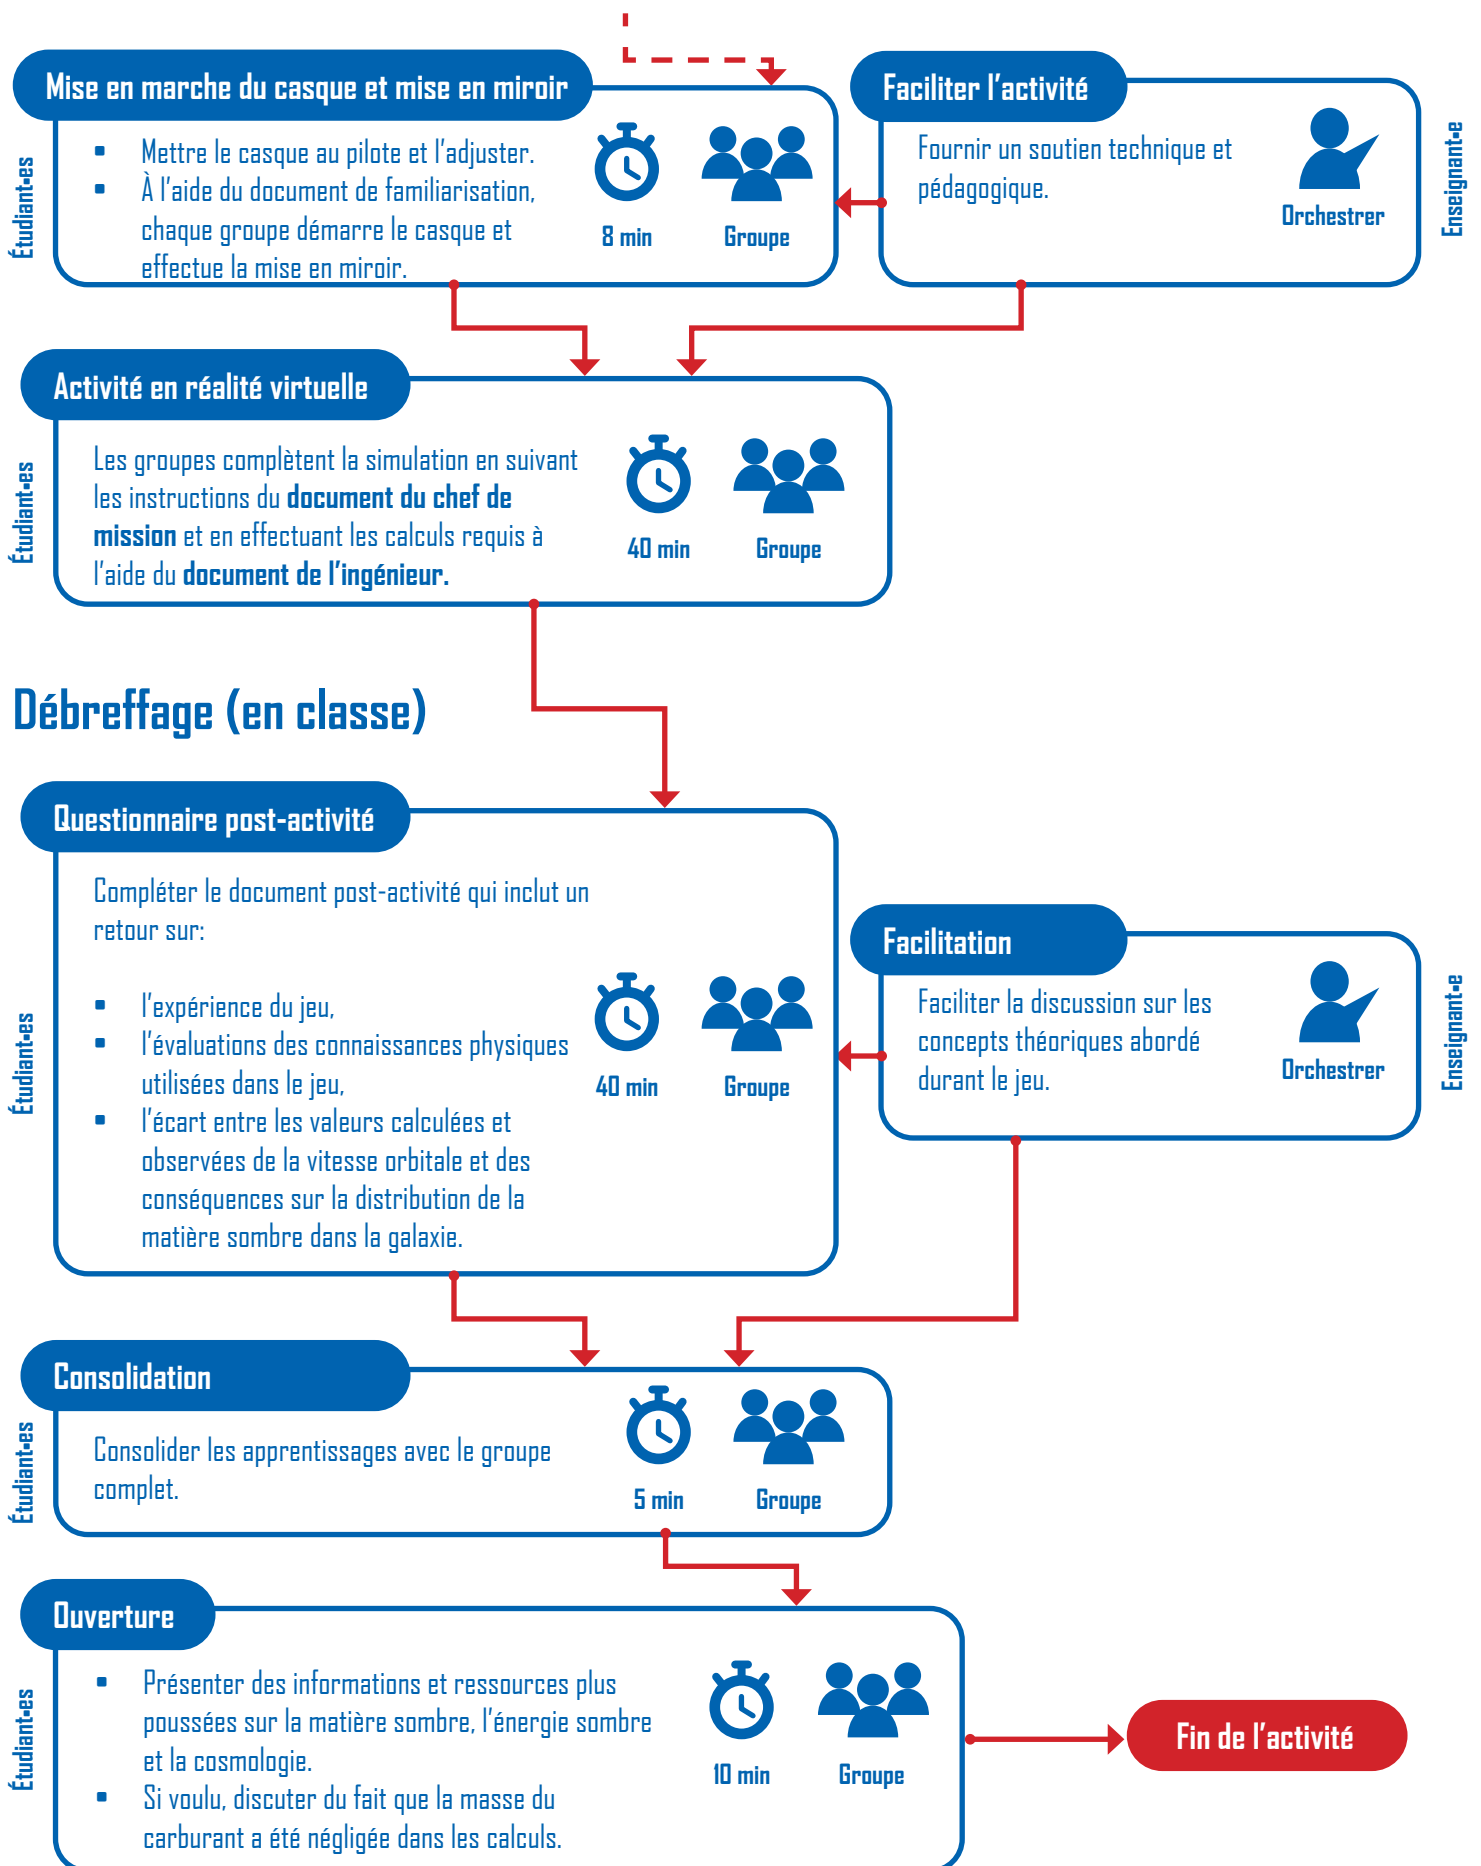 Mise en marche du casque et mise en miroir
Étudiant•es
▪ Mettre le casque au pilote et l'adjuster.
▪ À l'aide du document de familiarisation,
chaque groupe démarre le casque et
effectue la mise en miroir.
8 min
Groupe
Faciliter l'activité
Fournir un soutien technique et
pédagogique.
Orchestrer
Enseignant•e
Activité en réalité virtuelle
Étudiant•es
Les groupes complètent la simulation en suivant
les instructions du document du chef de
mission et en effectuant les calculs requis à
l'aide du document de l'ingénieur.
40 min
Groupe
Débreffage (en classe)
Questionnaire post-activité
Étudiant•es
Compléter le document post-activité qui inclut un
retour sur:
▪ l'expérience du jeu,
▪ l'évaluations des connaissances physiques
utilisées dans le jeu,
▪ l'écart entre les valeurs calculées et
observées de la vitesse orbitale et des
conséquences sur la distribution de la
matière sombre dans la galaxie.
40 min
Groupe
Facilitation
Faciliter la discussion sur les
concepts théoriques abordé
durant le jeu.
Orchestrer
Enseignant•e
Consolidation
Étudiant•es
Consolider les apprentissages avec le groupe
complet.
5 min
Groupe
Ouverture
Étudiant•es
▪ Présenter des informations et ressources plus
poussées sur la matière sombre, l'énergie sombre
et la cosmologie.
▪ Si voulu, discuter du fait que la masse du
carburant a été négligée dans les calculs.
10 min
Groupe
Fin de l'activité